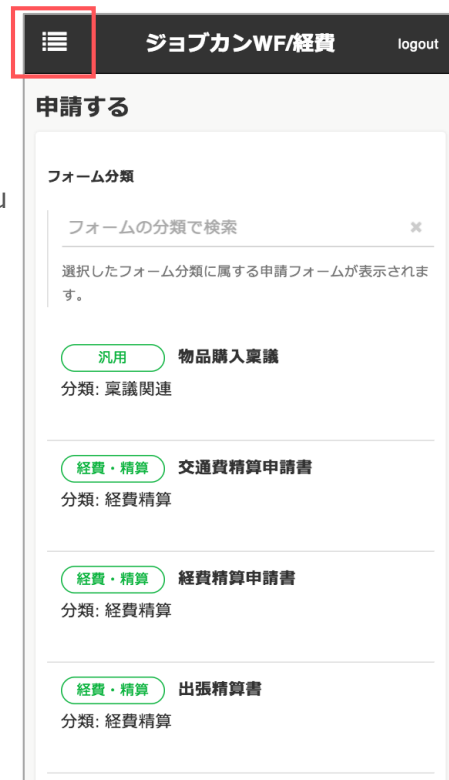 ジョブカンWF/経費 logout
申請する
フォーム分類
フォームの分類で検索
選択したフォーム分類に属する申請フォームが表示されま
す。
汎用 物品購入稟議
分類: 稟議関連
経費・精算 交通費精算申請書
分類: 経費精算
経費・精算 経費精算申請書
分類: 経費精算
経費・精算 出張精算書
分類: 経費精算